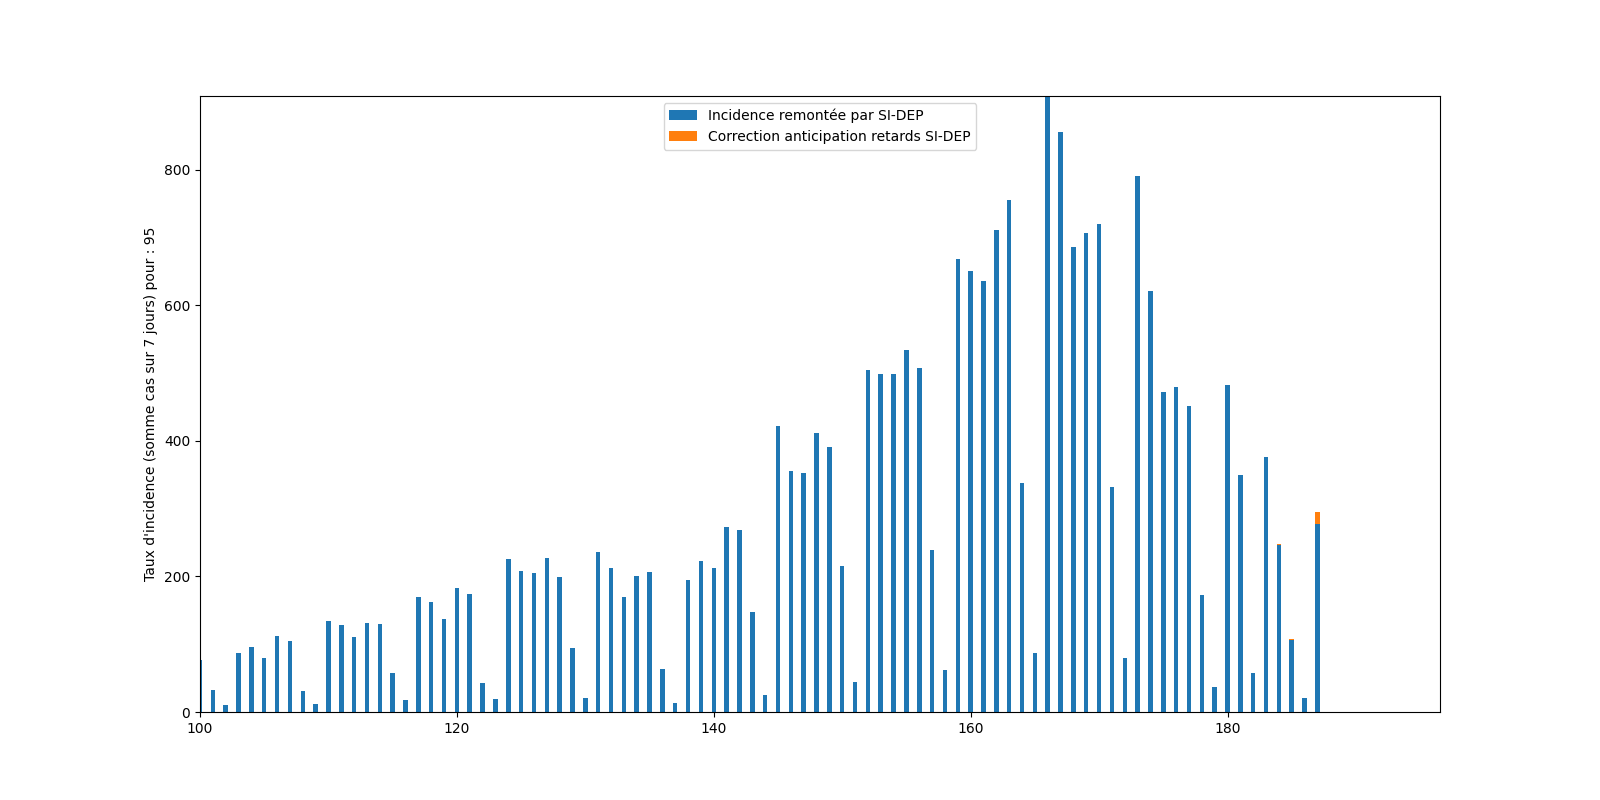 Incidence remontée par SI-DEP
Correction anticipation retards SI-DEP
Taux d'incidence (somme cas sur 7 jours) pour : 95
800
600
400
200
0
100 120 140 160 180